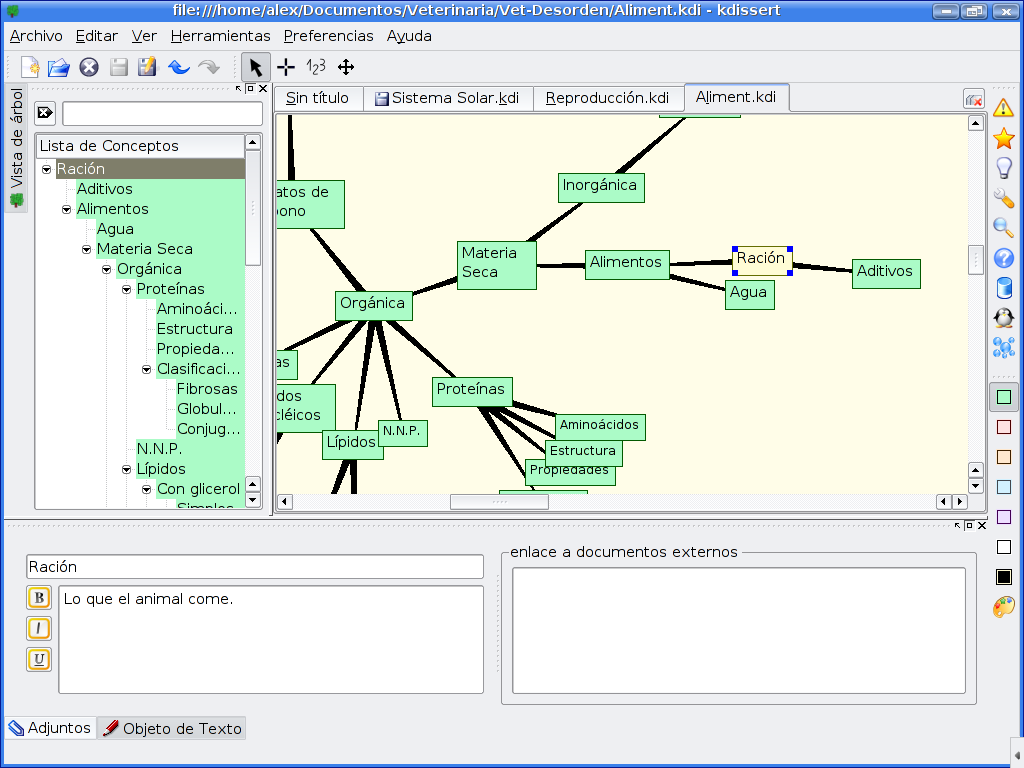 file:///home/alex/Documentos/Veterinaria/Vet-Desorden/Aliment.kdi - kdissert
Archivo Editar Ver Herramientas Preferencias Ayuda
123
Vista de árbol
Sin título
Sistema Solar.kdi
Reproducción.kdi
Aliment.kdi
Lista de Conceptos
Ración
Aditivos
Alimentos
Agua
Materia Seca
Orgánica
Proteínas
Aminoáci...
Estructura
Propieda...
Clasificaci...
Fibrosas
Globul...
Conjug...
N.N.P.
Lípidos
Con glicerol
Simples
atos de
ono
Inorgánica
Materia
Seca
Alimentos
Ración
Aditivos
Agua
Orgánica
as
dos
cléicos
Lípidos
N.N.P.
Proteínas
Aminoácidos
Estructura
Propiedades
Ración
B
I
U
Lo que el animal come.
enlace a documentos externos
Adjuntos
Objeto de Texto